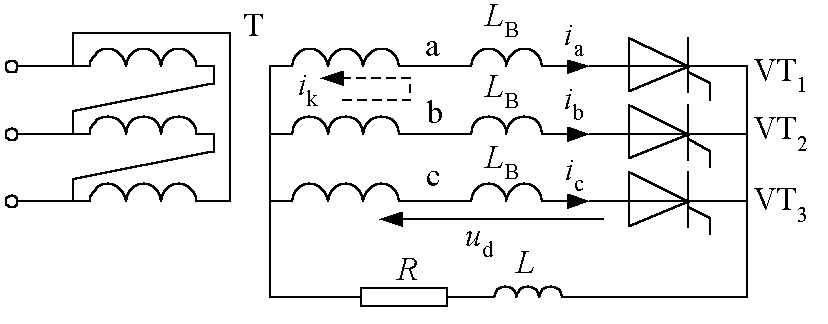 T
a
L_B
i_a
VT_1
i_k
b
L_B
i_b
VT_2
c
L_B
i_c
VT_3
u_d
R
L